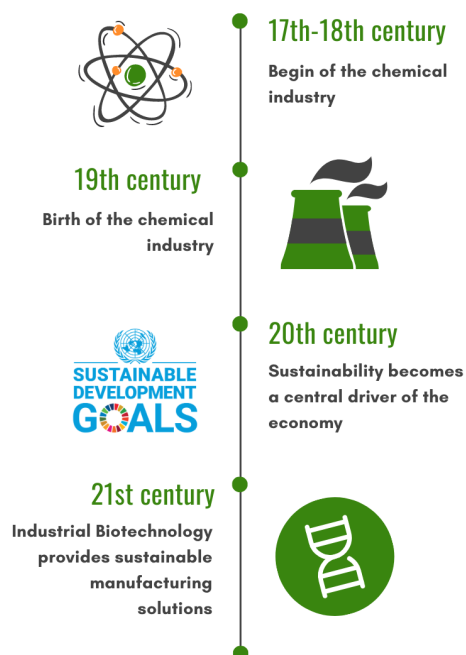 17th-18th century
Begin of the chemical
industry
19th century
Birth of the chemical
industry
20th century
Sustainability becomes
a central driver of the
economy
SUSTAINABLE
DEVELOPMENT
GOALS
21st century
Industrial Biotechnology
provides sustainable
manufacturing
solutions